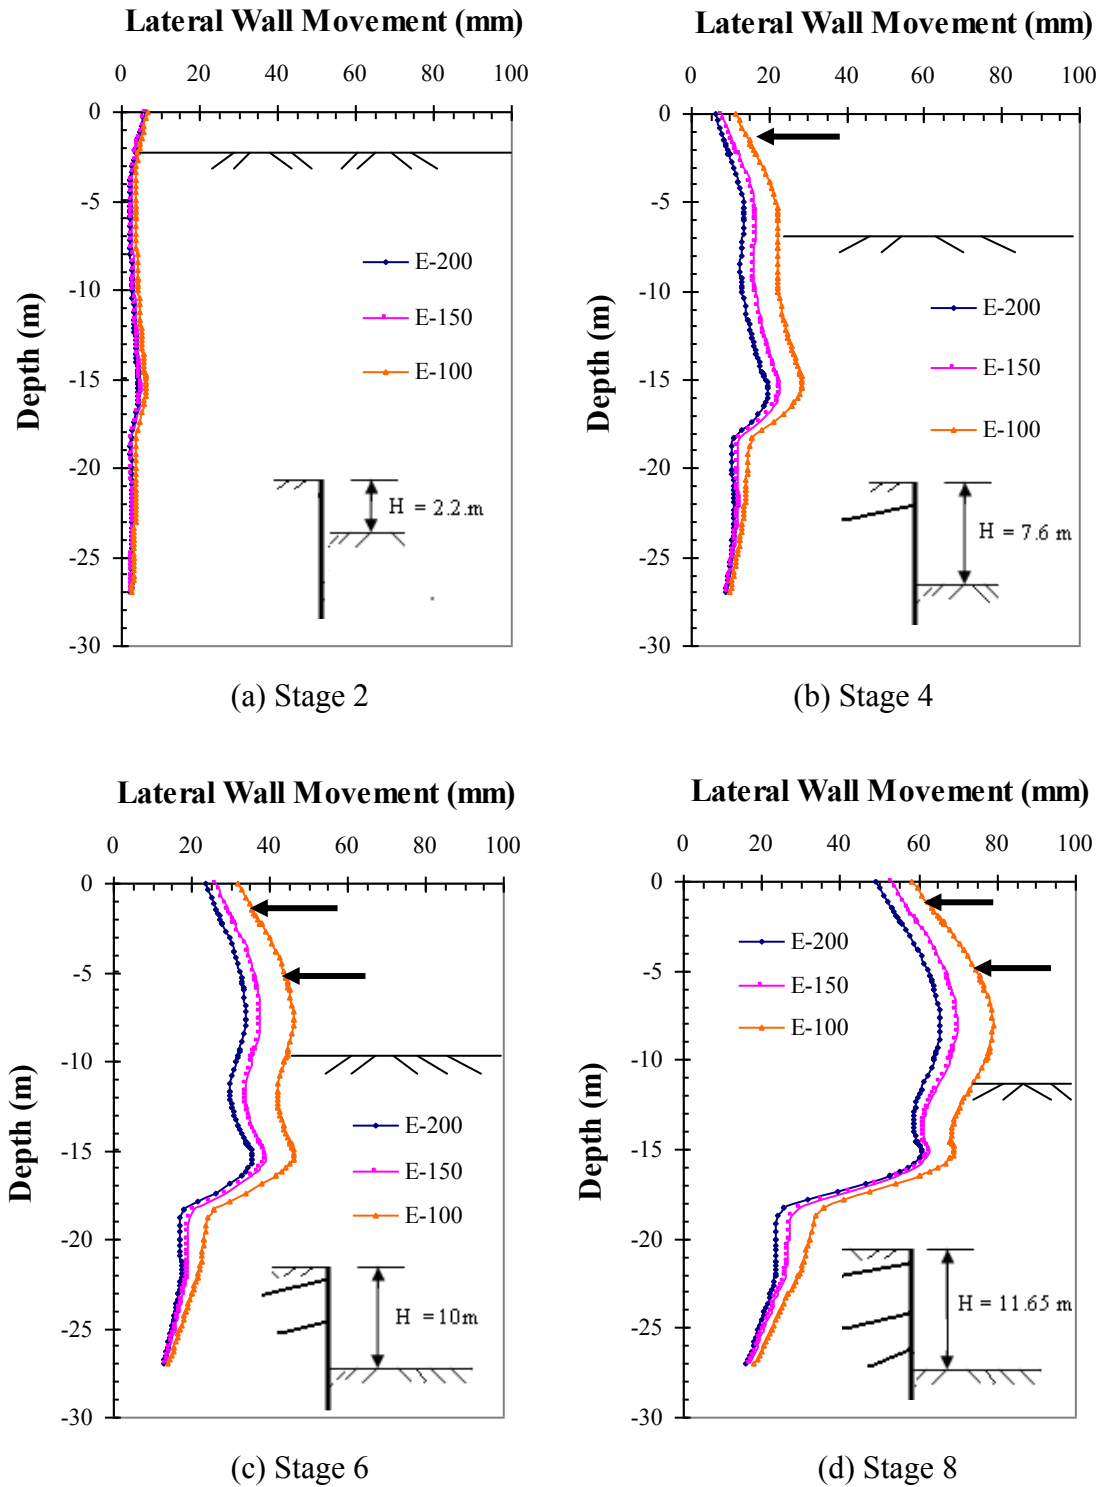 Lateral Wall Movement (mm)
0 20 40 60 80 100
0
-5
-10
-15
-20
-25
-30
Depth (m)
E-200
E-150
E-100
H = 2.2.m
(a) Stage 2
Lateral Wall Movement (mm)
0 20 40 60 80 100
0
-5
-10
-15
-20
-25
-30
Depth (m)
E-200
E-150
E-100
H = 7.6 m
(b) Stage 4
Lateral Wall Movement (mm)
0 20 40 60 80 100
0
-5
-10
-15
-20
-25
-30
Depth (m)
E-200
E-150
E-100
H = 10m
(c) Stage 6
Lateral Wall Movement (mm)
0 20 40 60 80 100
0
-5
-10
-15
-20
-25
-30
Depth (m)
E-200
E-150
E-100
H = 11.65 m
(d) Stage 8